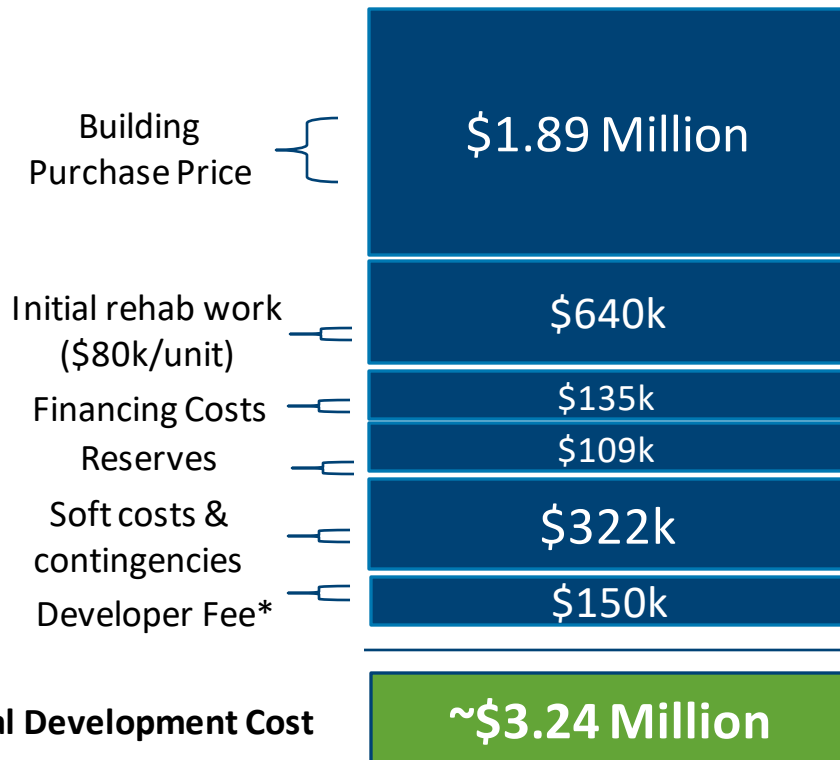 Building
Purchase Price
$1.89 Million
Initial rehab work
($80k/unit)
$640k
Financing Costs
$135k
Reserves
$109k
Soft costs &
contingencies
$322k
Developer Fee*
$150k
al Development Cost
~$3.24 Million